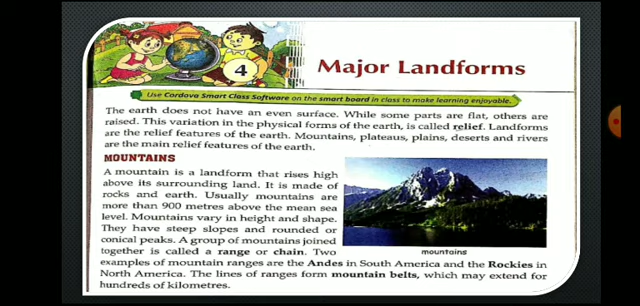 4
Major Landforms
Use Cordova Smart Class Software on the smart board in class to make learning enjoyable.
The earth does not have an even surface. While some parts are flat, others are
raised. This variation in the physical forms of the earth, is called relief. Landforms
are the relief features of the earth. Mountains, plateaus, plains, deserts and rivers
are the main relief features of the earth.
MOUNTAINS
A mountain is a landform that rises high
above its surrounding land. It is made of
rocks and earth. Usually mountains are
more than 900 metres above the mean sea
level. Mountains vary in height and shape.
They have steep slopes and rounded or
conical peaks. A group of mountains joined
together is called a range or chain. Two
examples of mountain ranges are the Andes in South America and the Rockies in
North America. The lines of ranges form mountain belts, which may extend for
hundreds of kilometres.
mountains